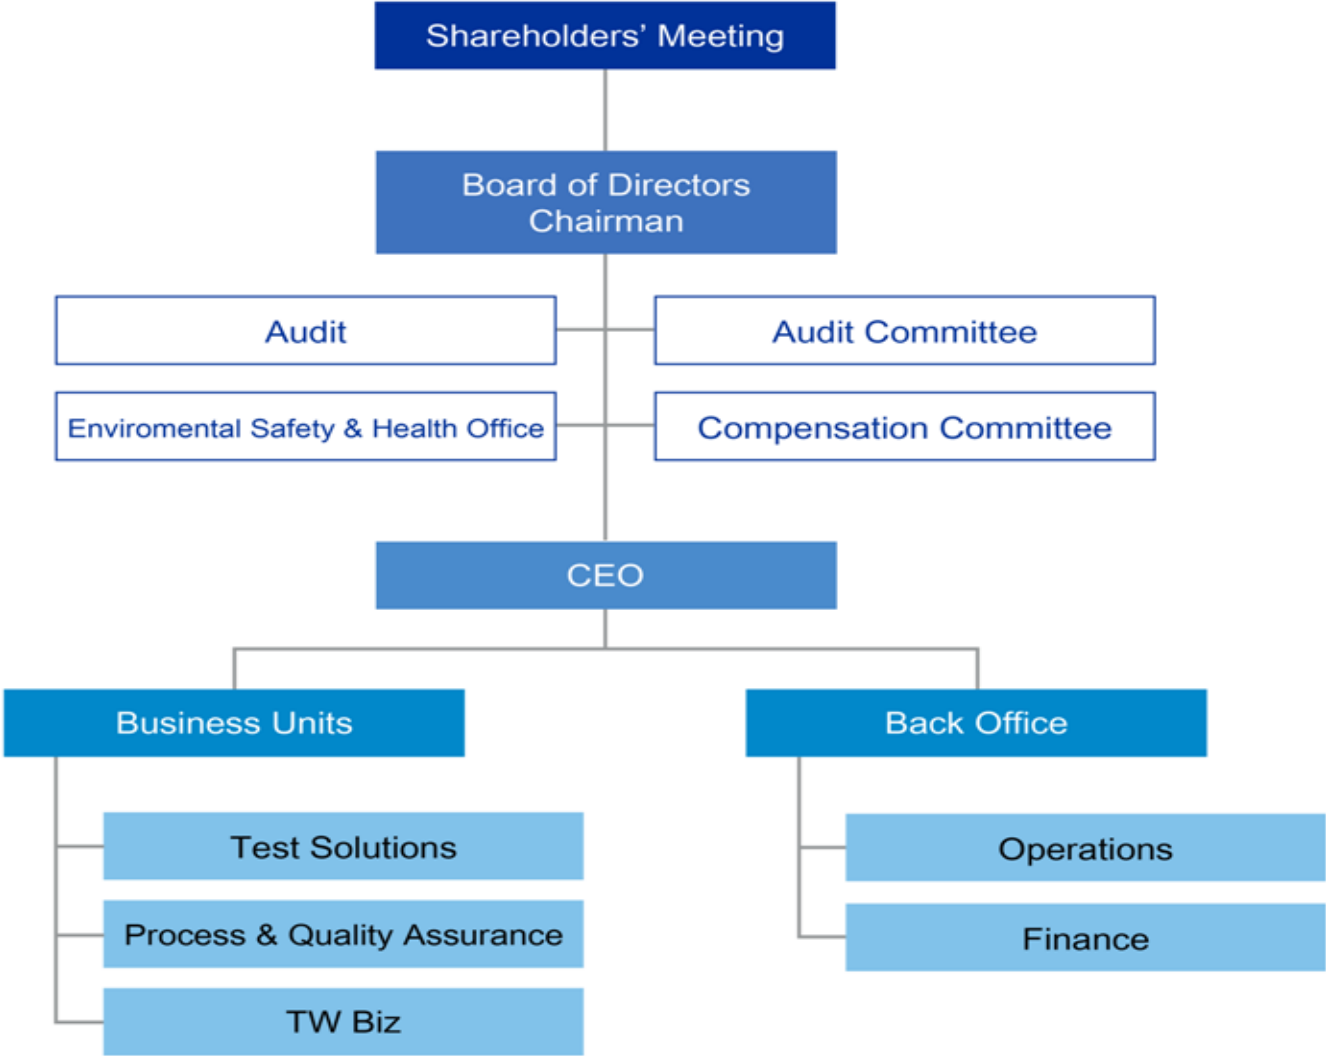 Shareholders’ Meeting
Board of Directors
Chairman
Audit
Audit Committee
Enviromental Safety & Health Office
Compensation Committee
CEO
Business Units
Back Office
Test Solutions
Operations
Process & Quality Assurance
Finance
TW Biz